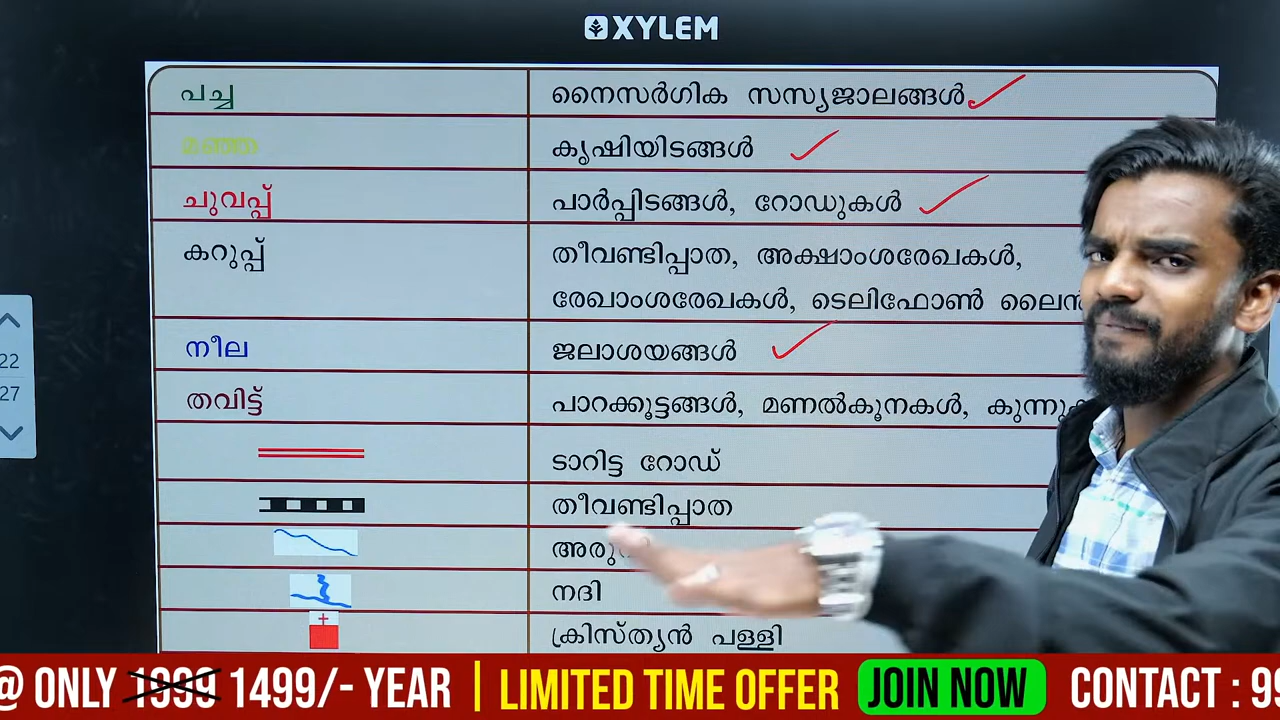 XYLEM
പച്ച നൈസർഗിക സസ്യജാലങ്ങൾ
മഞ്ഞ കൃഷിയിടങ്ങൾ
ചുവപ്പ് പാർപ്പിടങ്ങൾ, റോഡുകൾ
കറുപ്പ് തീവണ്ടിപ്പാത, അക്ഷാംശരേഖകൾ,
രേഖാംശരേഖകൾ, ടെലിഫോൺ
22
നീല ജലാശയങ്ങൾ
27
തവിട്ട് പാറക്കൂട്ടങ്ങൾ, മണൽകൂനകൾ,
ടാറിട്ട റോഡ്
തീവണ്ടിപ്പാത
നദി
ക്രിസ്ത്യൻ പള്ളി
@ ONLY 1999 1499/- YEAR | LIMITED TIME OFFER JOIN NOW CONTACT :